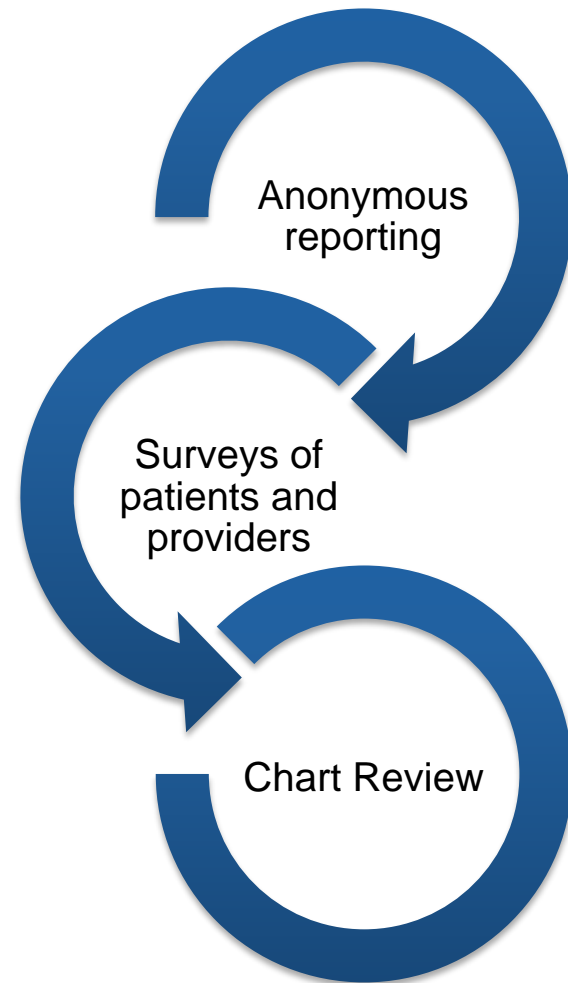 Anonymous
reporting
Surveys of
patients and
providers
Chart Review